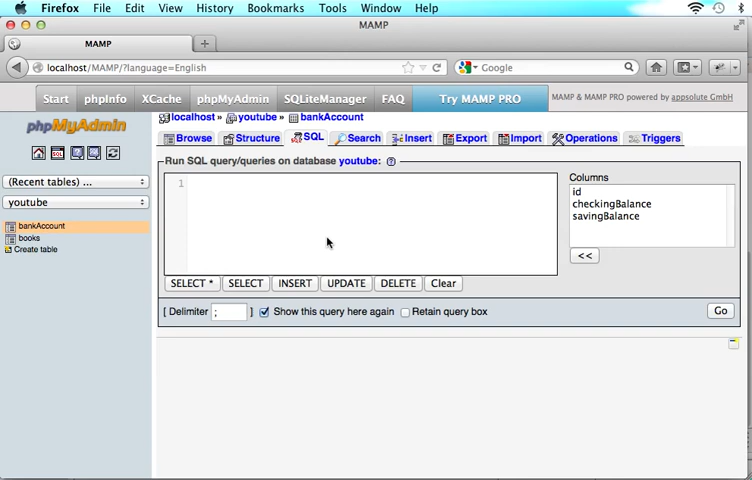 Firefox File Edit View History Bookmarks Tools Window Help
MAMP
MAMP +
localhost/MAMP/?language=English
Google
Start phpInfo XCache phpMyAdmin SQLiteManager FAQ Try MAMP PRO MAMP & MAMP PRO powered by appsolute GmbH
phpMyAdmin
localhost » youtube » bankAccount
Browse Structure SQL Search Insert Export Import Operations Triggers
Run SQL query/queries on database youtube:
(Recent tables) ...
youtube
bankAccount
books
Create table
1
Columns
id
checkingBalance
savingBalance
<<
SELECT * SELECT INSERT UPDATE DELETE Clear
[ Delimiter ; ] Show this query here again Retain query box Go